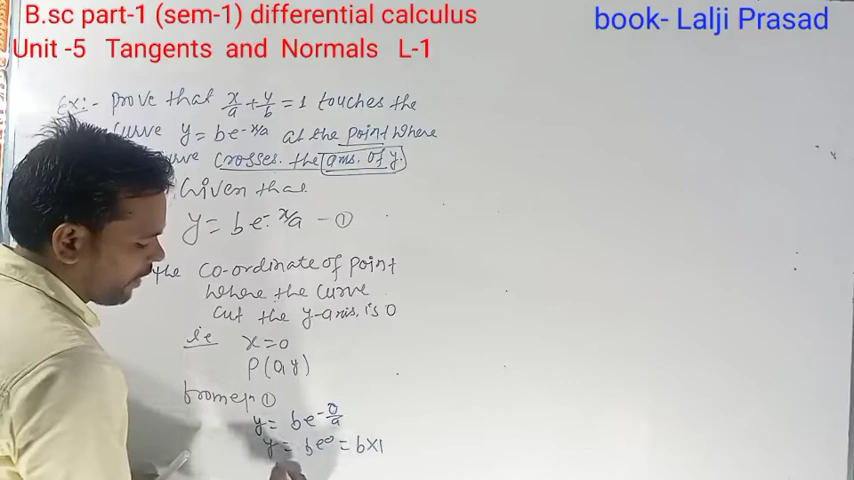 B.sc part-1 (sem-1) differential calculus
book- Lalji Prasad
Unit -5 Tangents and Normals L-1
Ex:- prove that x/a + y/b = 1 touches the
curve y = be^-x/a at the point where
curve crosses. the axis. of y.
Given that
y = be^-x/a - ①
the co-ordinate of point
where the curve
cut the y-axis. is 0
ie x = 0
P(0,y)
from eqn ①
y = be^-0/a
y = be^0 = b×1